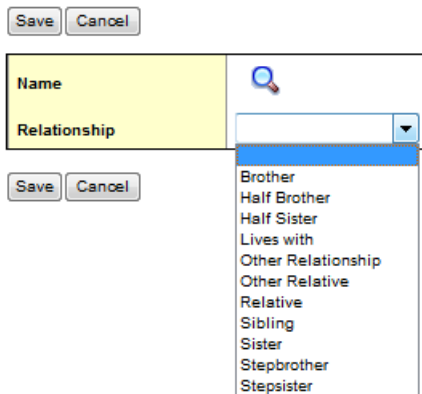 Save Cancel
Name
Relationship
Brother
Half Brother
Half Sister
Lives with
Other Relationship
Other Relative
Relative
Sibling
Sister
Stepbrother
Stepsister
Save Cancel